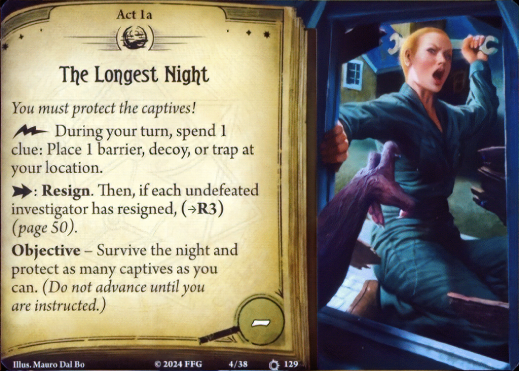 Act 1a
The Longest Night
You must protect the captives!
During your turn, spend 1
clue: Place 1 barrier, decoy, or trap at
your location.
: Resign. Then, if each undefeated
investigator has resigned, (→R3)
(page 50).
Objective – Survive the night and
protect as many captives as you
can. (Do not advance until you
are instructed.)
–
Illus. Mauro Dal Bo © 2024 FFG 4/38 129